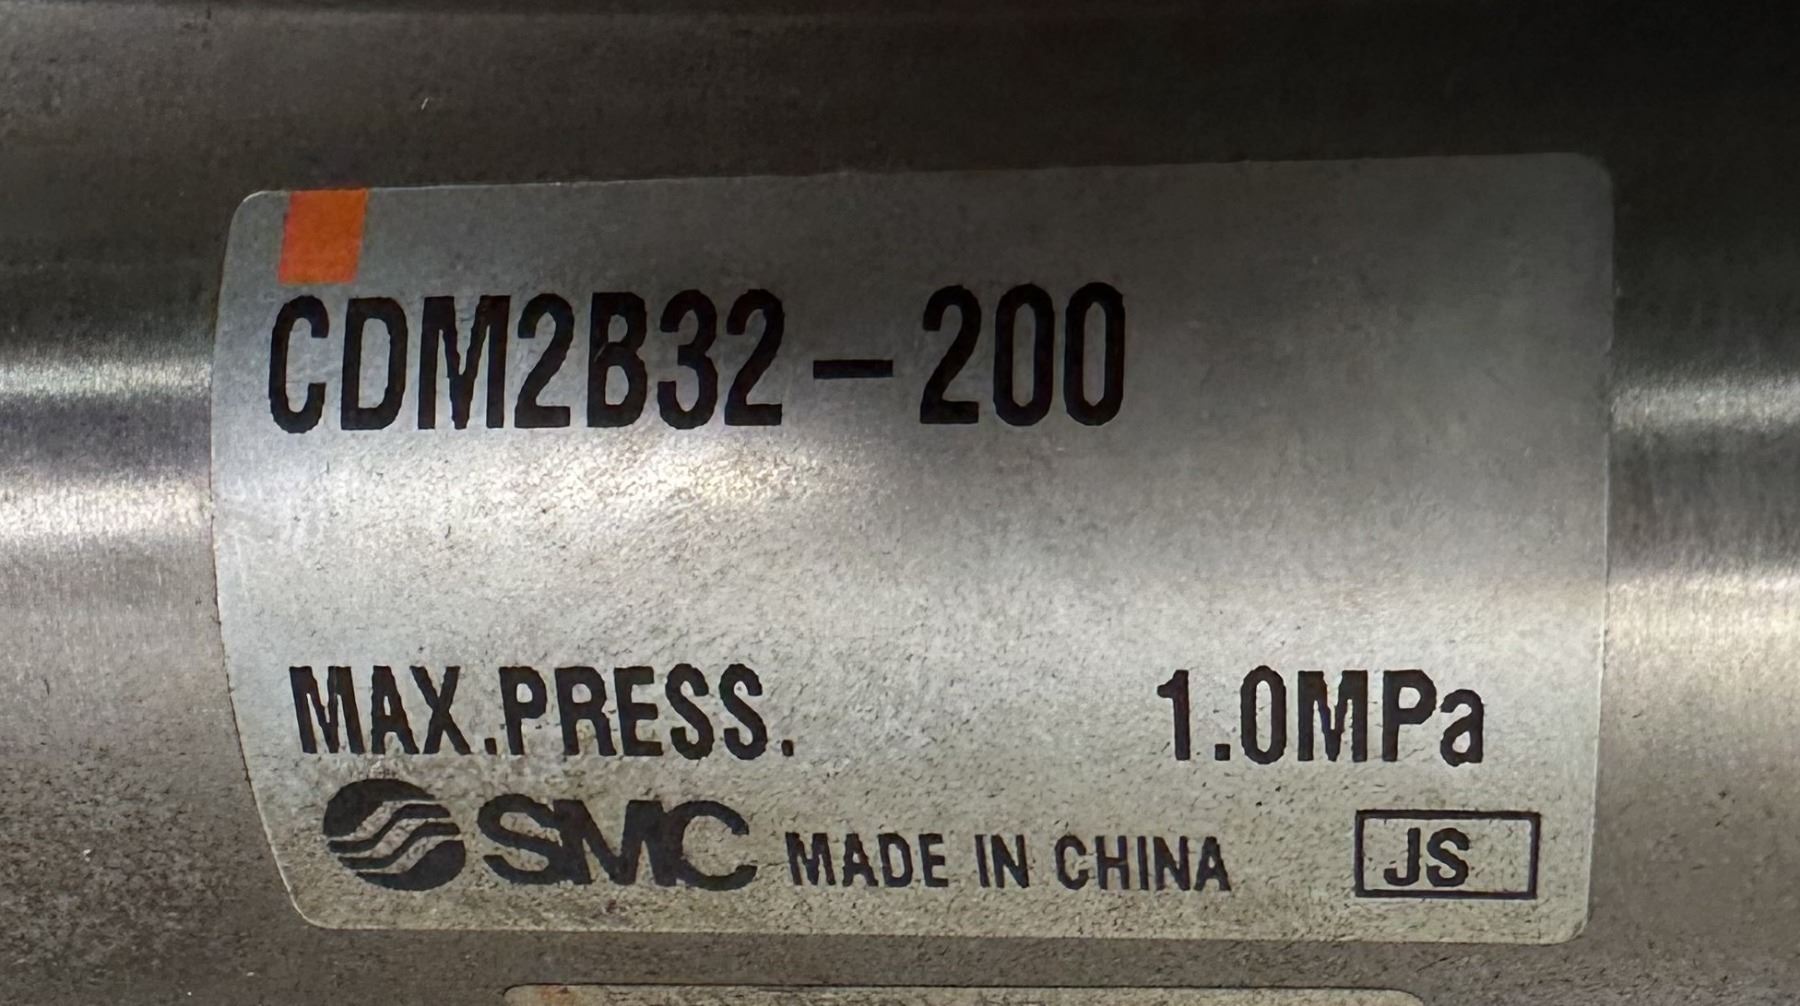 CDM2B32-200
MAX.PRESS. 1.0MPa
SMC MADE IN CHINA JS